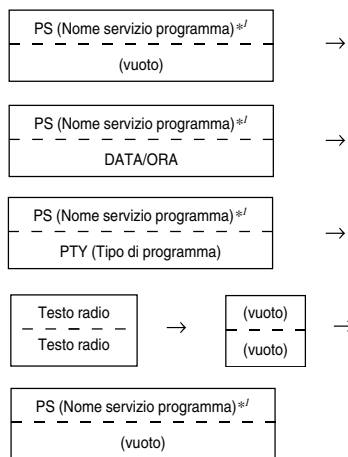 PS (Nome servizio programma)*1 →
(vuoto)
PS (Nome servizio programma)*1 →
DATA/ORA
PS (Nome servizio programma)*1 →
PTY (Tipo di programma)
Testo radio → (vuoto) →
Testo radio (vuoto)
PS (Nome servizio programma)*1
(vuoto)